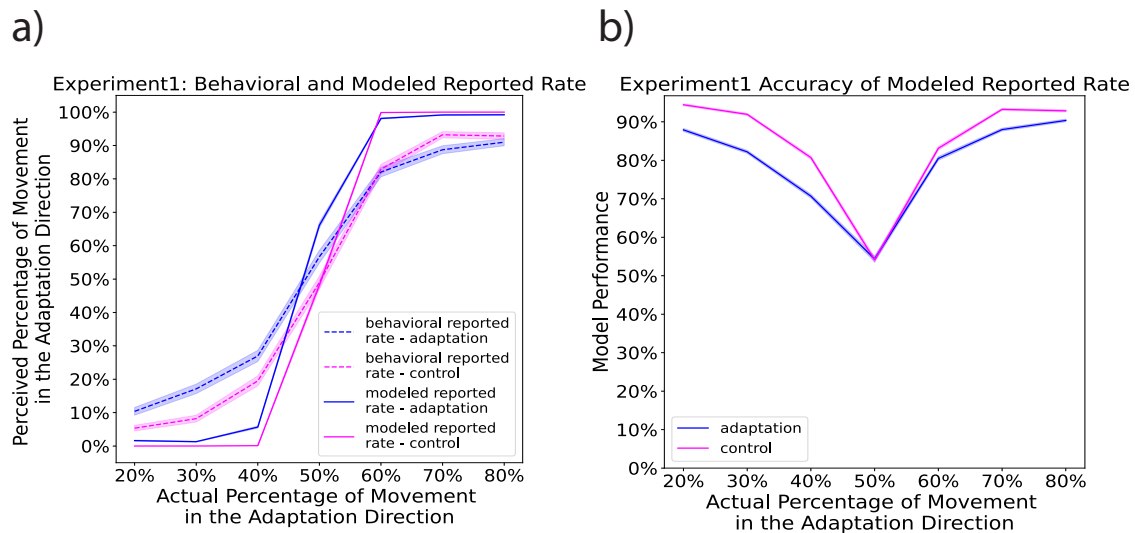 a)
Experiment1: Behavioral and Modeled Reported Rate
Perceived Percentage of Movement
in the Adaptation Direction
100%
90%
80%
70%
60%
50%
40%
30%
20%
10%
0%
behavioral reported
rate - adaptation
behavioral reported
rate - control
modeled reported
rate - adaptation
modeled reported
rate - control
20% 30% 40% 50% 60% 70% 80%
Actual Percentage of Movement
in the Adaptation Direction
b)
Experiment1 Accuracy of Modeled Reported Rate
Model Performance
90%
80%
70%
60%
50%
40%
30%
20%
10%
0%
adaptation
control
20% 30% 40% 50% 60% 70% 80%
Actual Percentage of Movement
in the Adaptation Direction